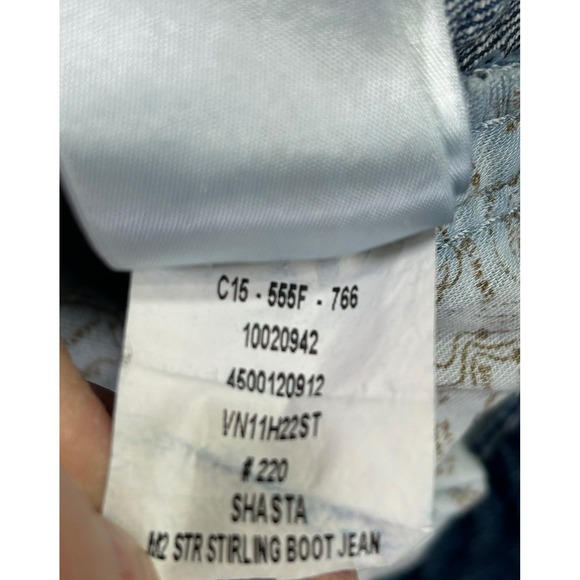 C15 - 555F - 766
10020942
4500120912
VN11H22ST
# 220
SHASTA
M2 STR STIRLING BOOT JEAN